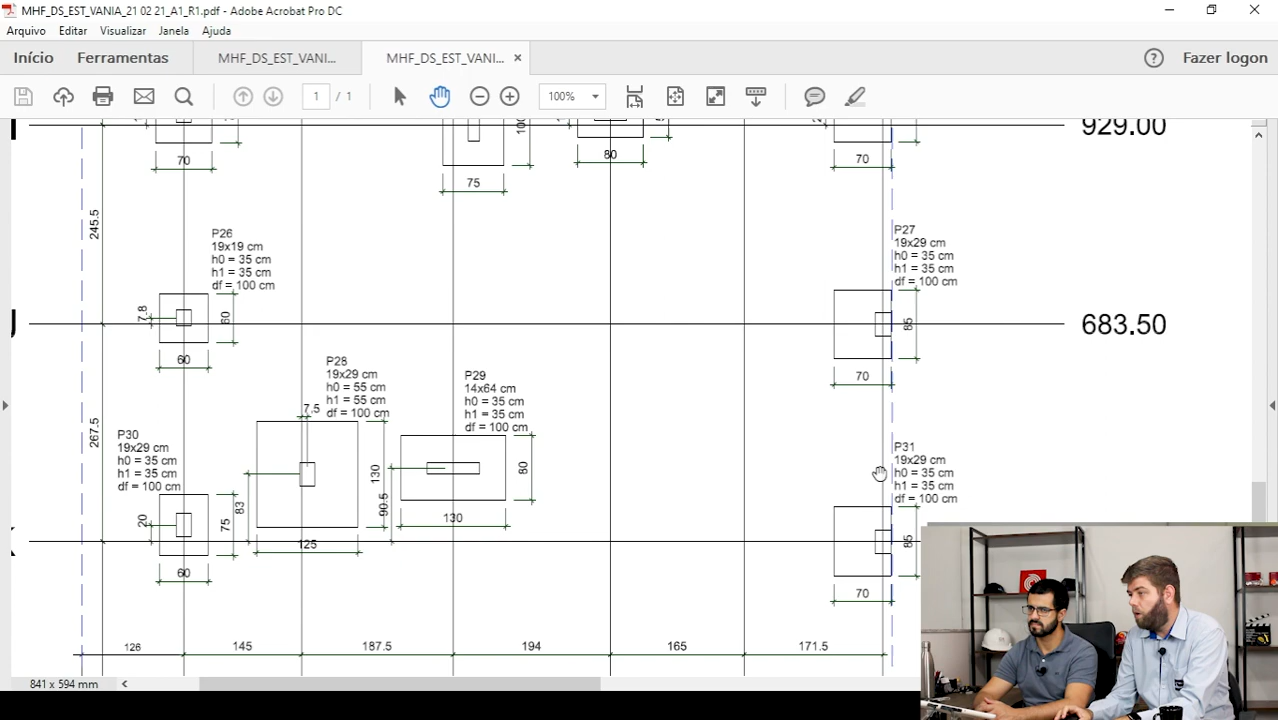 MHF_DS_EST_VANIA_21 02 21_A1_R1.pdf - Adobe Acrobat Pro DC
Arquivo Editar Visualizar Janela Ajuda
Início Ferramentas MHF_DS_EST_VANI... MHF_DS_EST_VANI... × ? Fazer logon
1 / 1 100%
929.00
70
100
75
80
70
245.5
P26
19x19 cm
h0 = 35 cm
h1 = 35 cm
df = 100 cm
7.8
60
60
P27
19x29 cm
h0 = 35 cm
h1 = 35 cm
df = 100 cm
85
70
683.50
267.5
P28
19x29 cm
h0 = 55 cm
h1 = 55 cm
df = 100 cm
7.5
130
83
125
P29
14x64 cm
h0 = 35 cm
h1 = 35 cm
df = 100 cm
80
90.5
130
P30
19x29 cm
h0 = 35 cm
h1 = 35 cm
df = 100 cm
20
75
60
P31
19x29 cm
h0 = 35 cm
h1 = 35 cm
df = 100 cm
85
70
126 145 187.5 194 165 171.5
841 x 594 mm